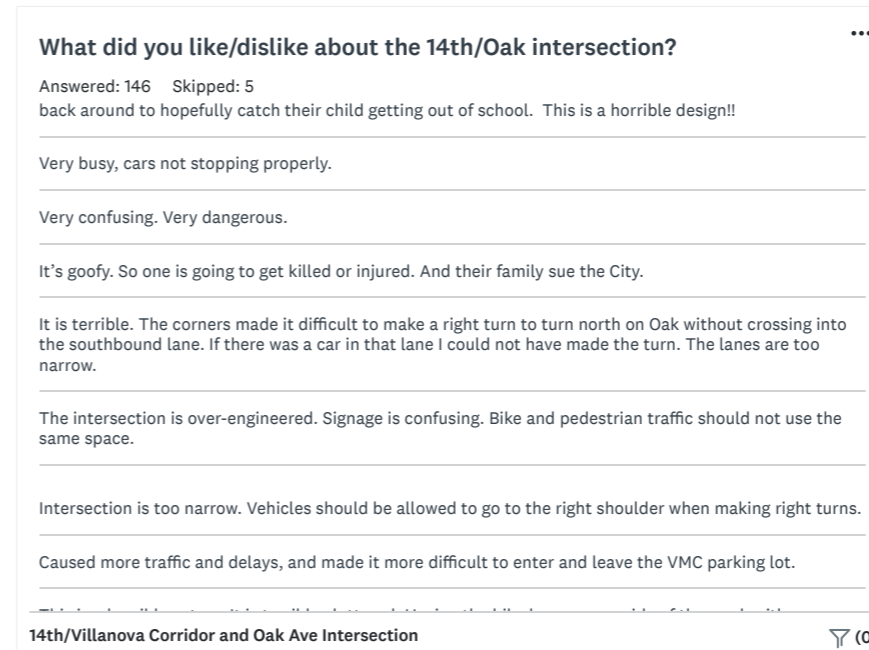 What did you like/dislike about the 14th/Oak intersection?
Answered: 146 Skipped: 5
back around to hopefully catch their child getting out of school. This is a horrible design!!
Very busy, cars not stopping properly.
Very confusing. Very dangerous.
It's goofy. So one is going to get killed or injured. And their family sue the City.
It is terrible. The corners made it difficult to make a right turn to turn north on Oak without crossing into
the southbound lane. If there was a car in that lane I could not have made the turn. The lanes are too
narrow.
The intersection is over-engineered. Signage is confusing. Bike and pedestrian traffic should not use the
same space.
Intersection is too narrow. Vehicles should be allowed to go to the right shoulder when making right turns.
Caused more traffic and delays, and made it more difficult to enter and leave the VMC parking lot.
14th/Villanova Corridor and Oak Ave Intersection